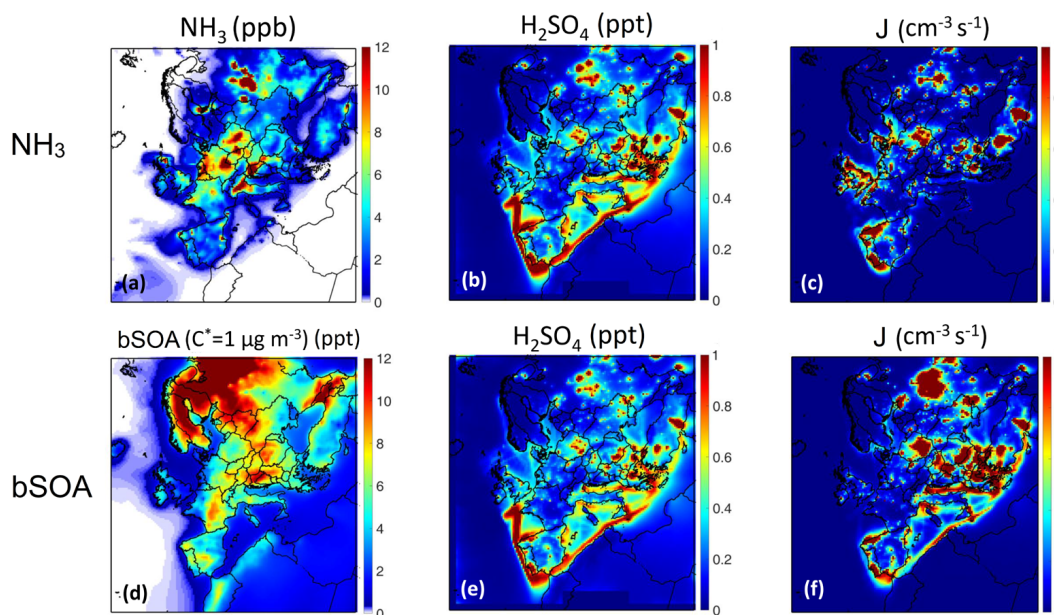 NH₃ (ppb) H₂SO₄ (ppt) J (cm⁻³ s⁻¹)
NH₃
12
10
8
6
4
2
0
(a)
1
0.8
0.6
0.4
0.2
0
(b)
(c)
bSOA (C*=1 µg m⁻³) (ppt) H₂SO₄ (ppt) J (cm⁻³ s⁻¹)
bSOA
12
10
8
6
4
2
0
(d)
1
0.8
0.6
0.4
0.2
0
(e)
(f)